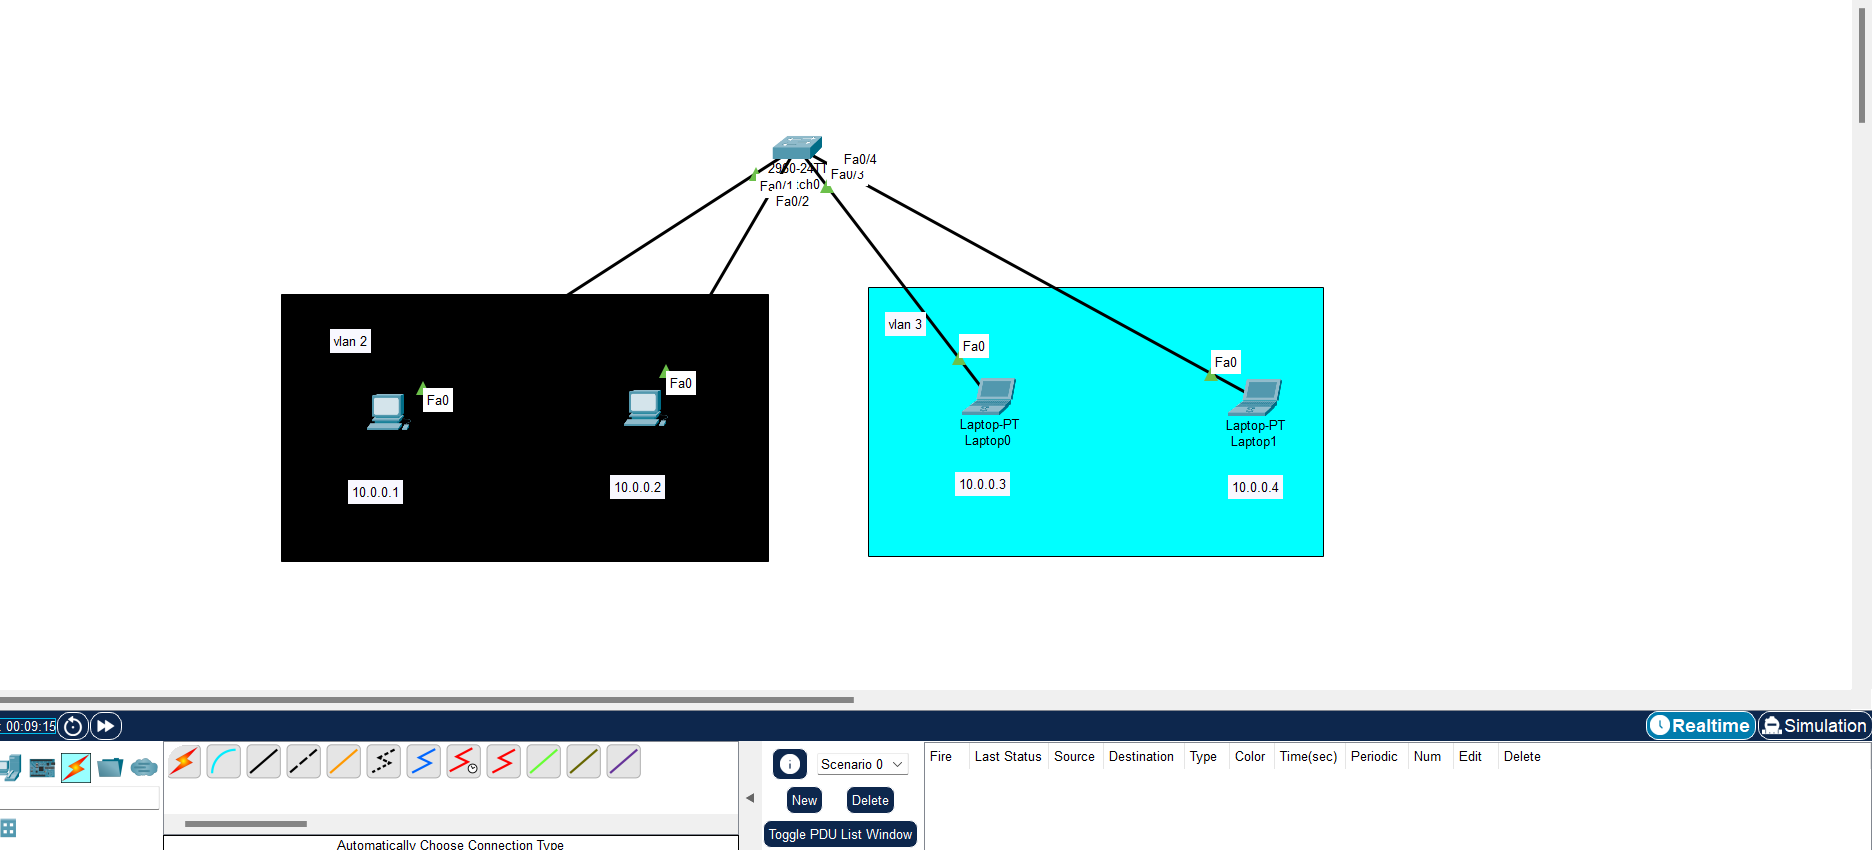 Fa0/4
2960-24TT
Fa0/3
Fa0/1
ch0
Fa0/2
vlan 2
Fa0
Fa0
10.0.0.1
10.0.0.2
vlan 3
Fa0
Fa0
Laptop-PT
Laptop0
Laptop-PT
Laptop1
10.0.0.3
10.0.0.4
: 00:09:15
Realtime
Simulation
Scenario 0
New
Delete
Toggle PDU List Window
Fire Last Status Source Destination Type Color Time(sec) Periodic Num Edit Delete
Automatically Choose Connection Type